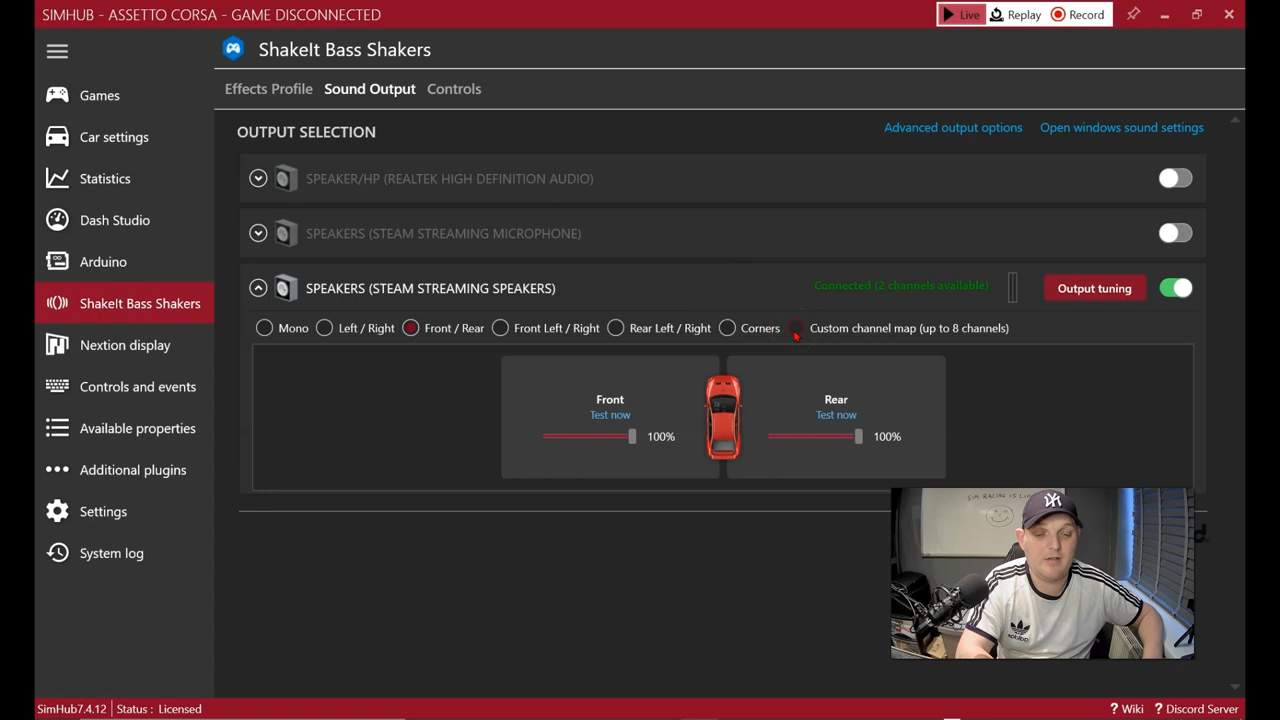 SIMHUB - ASSETTO CORSA - GAME DISCONNECTED
Live
Replay
Record
ShakeIt Bass Shakers
Effects Profile
Sound Output
Controls
Games
Car settings
Statistics
Dash Studio
Arduino
ShakeIt Bass Shakers
Nextion display
Controls and events
Available properties
Additional plugins
Settings
System log
OUTPUT SELECTION
Advanced output options
Open windows sound settings
SPEAKER/HP (REALTEK HIGH DEFINITION AUDIO)
SPEAKERS (STEAM STREAMING MICROPHONE)
SPEAKERS (STEAM STREAMING SPEAKERS)
Connected (2 channels available)
Output tuning
Mono
Left / Right
Front / Rear
Front Left / Right
Rear Left / Right
Corners
Custom channel map (up to 8 channels)
Front
Test now
100%
Rear
Test now
100%
SIM RACING IS
adidas
SimHub7.4.12
Status : Licensed
? Wiki
? Discord Server